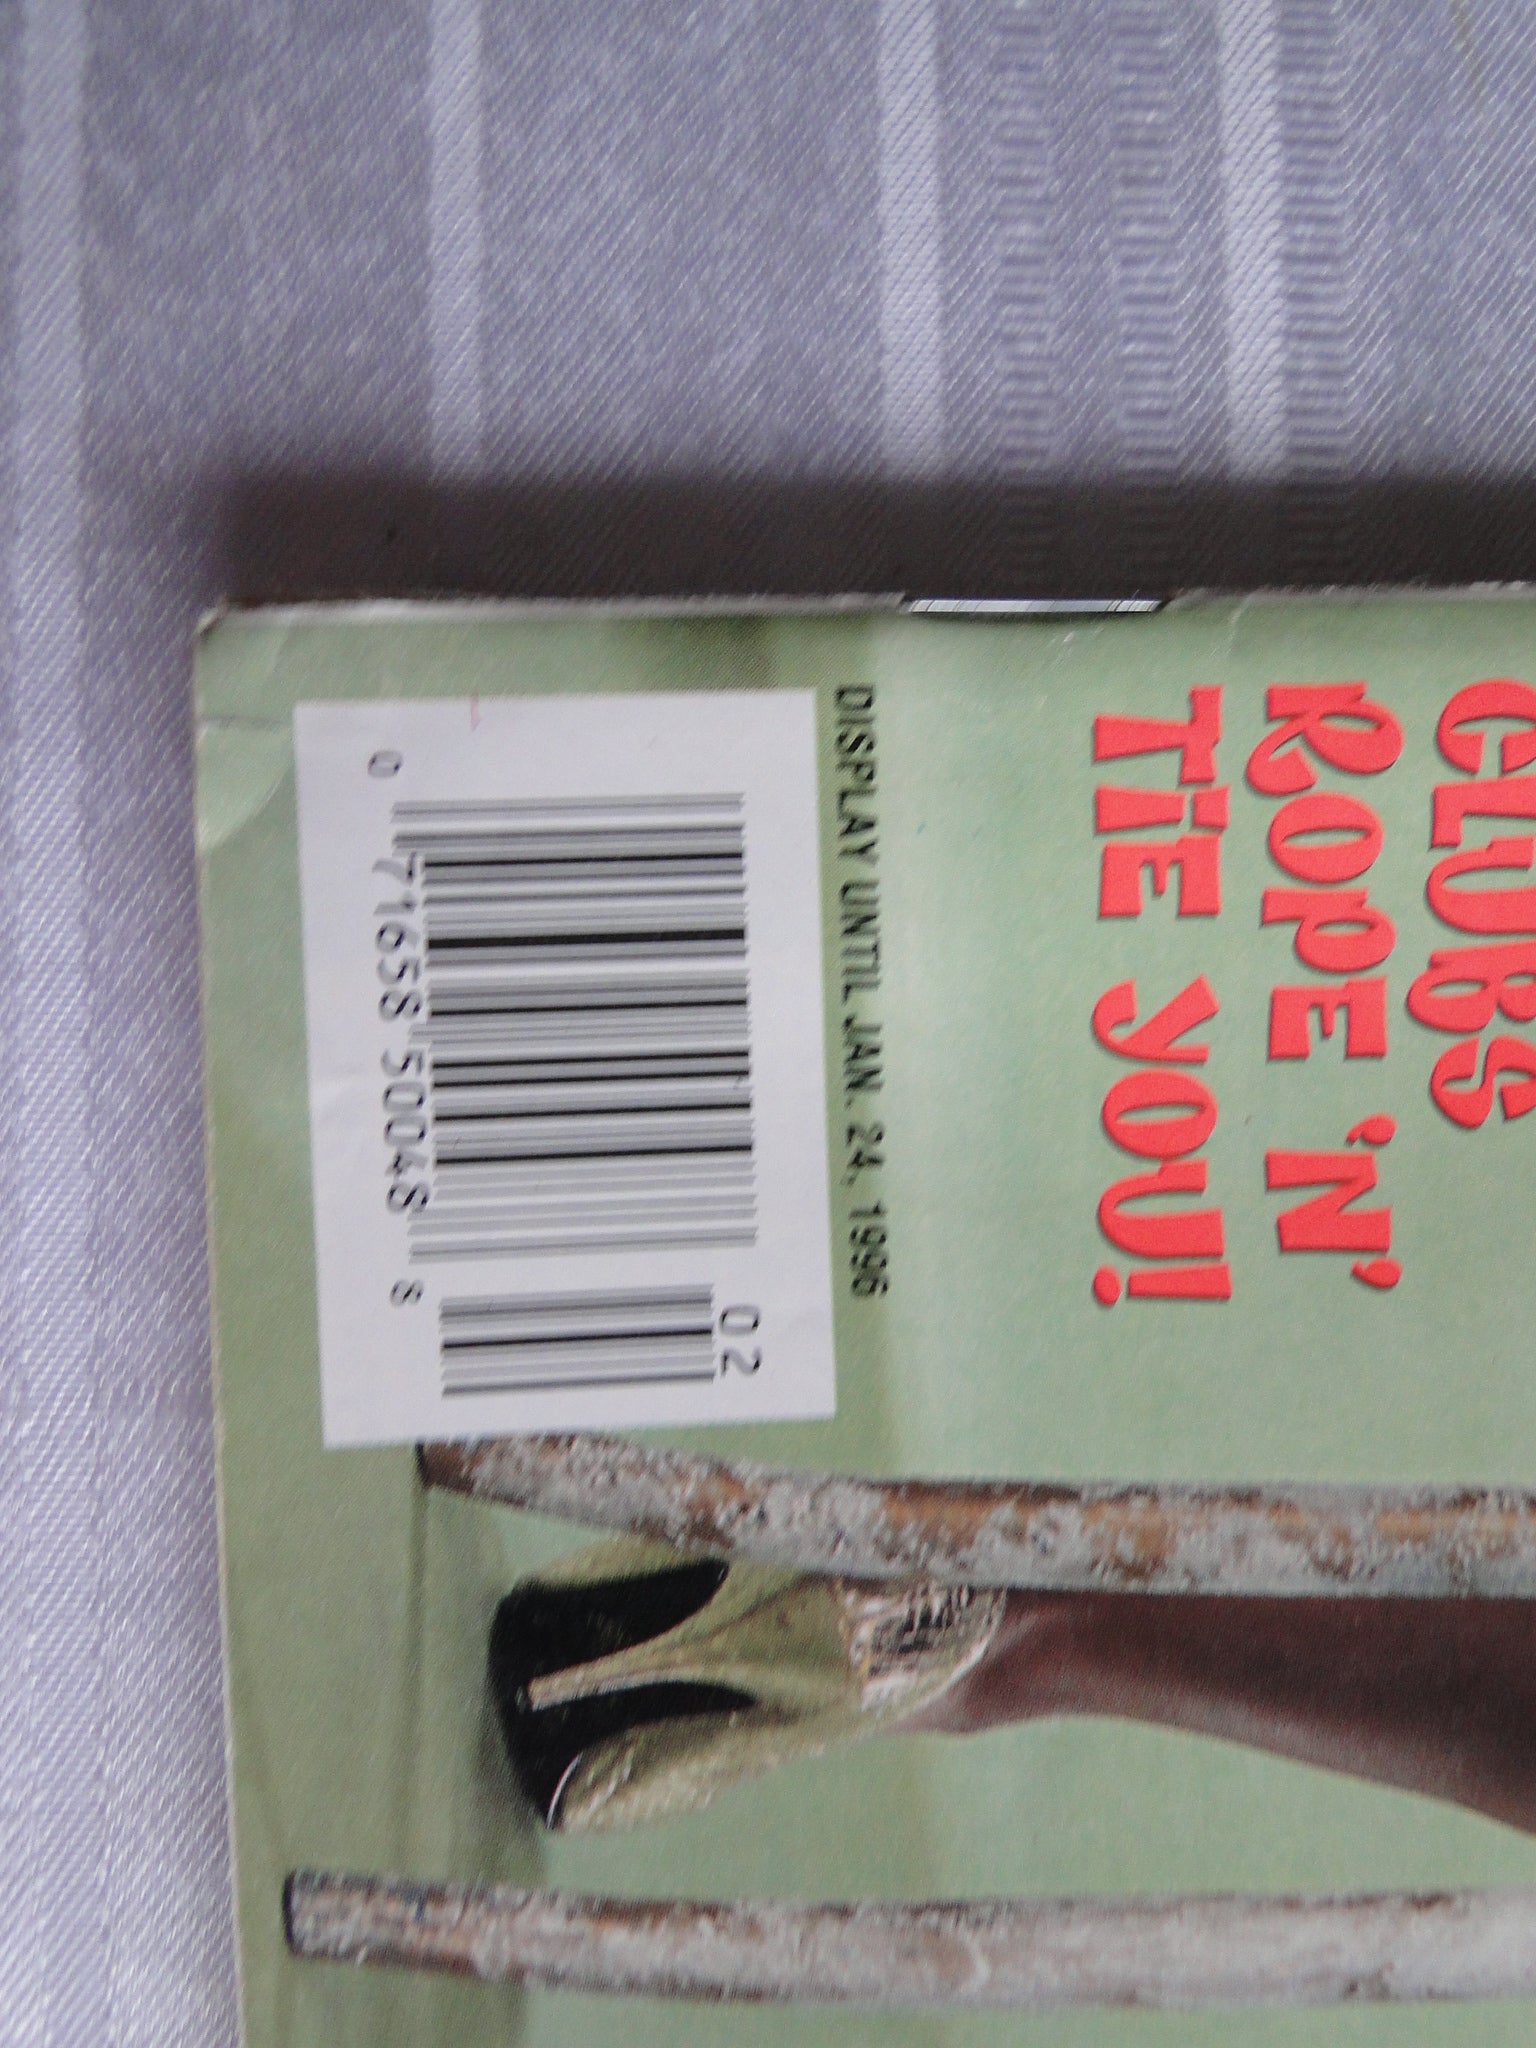 CLUBS
ROPE 'N'
TIE YOU!
DISPLAY UNTIL JAN. 24, 1996
02
0 71658 50048 8